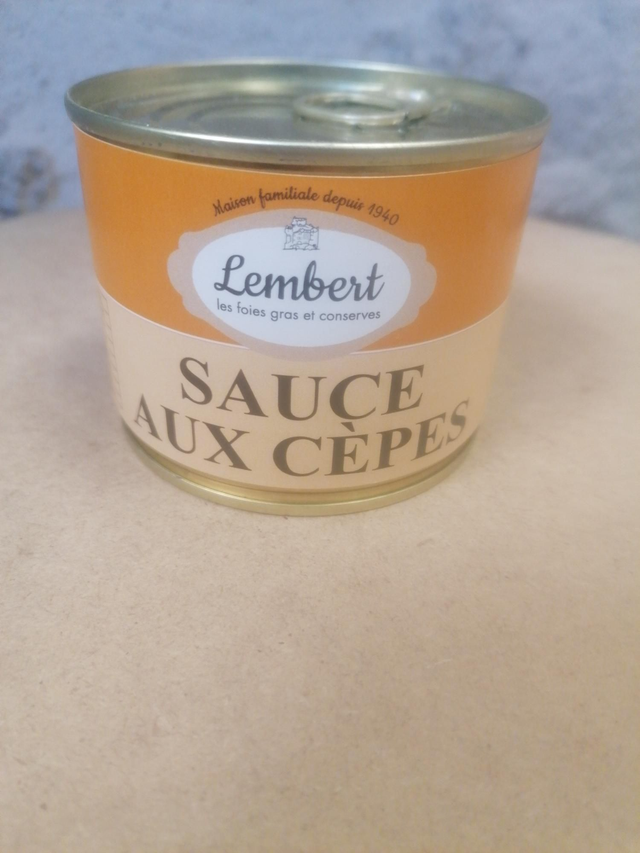 Maison familiale depuis 1940
Lembert
les foies gras et conserves
SAUCE
AUX CÈPES